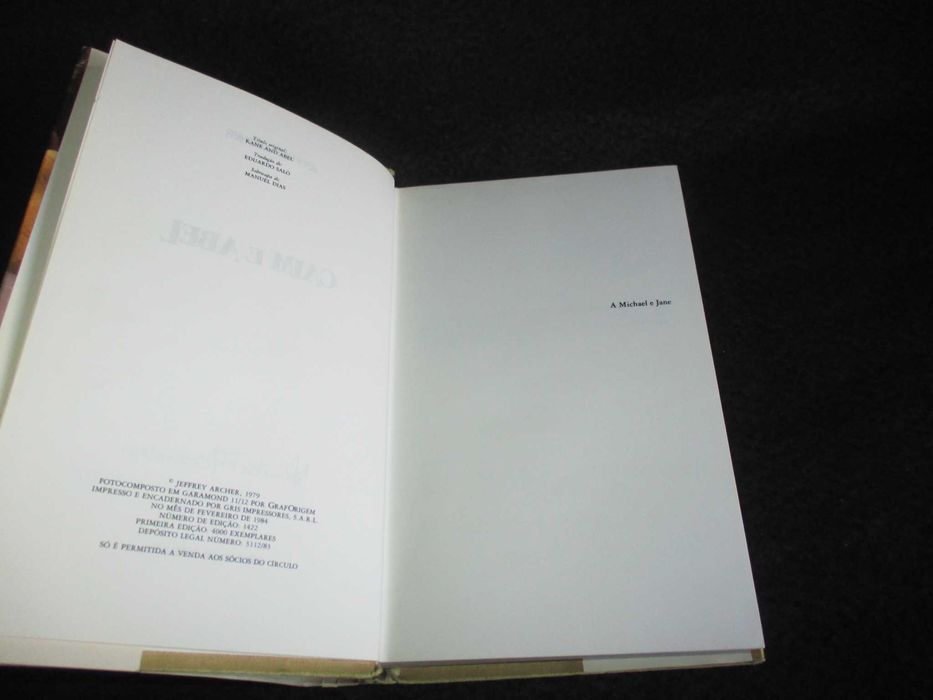 Título original:
KANE AND ABEL
Tradução de:
EDUARDO SALÓ
Sobrecapa de
MANUEL DIAS
CAIM E ABEL
© JEFFREY ARCHER, 1979
FOTOCOMPOSTO EM GARAMOND 11/12 POR GRAFORIGEM
IMPRESSO E ENCADERNADO POR GRIS IMPRESSORES, S.A.R.L.
NO MÊS DE FEVEREIRO DE 1984
NÚMERO DE EDIÇÃO: 1422
PRIMEIRA EDIÇÃO: 4000 EXEMPLARES
DEPÓSITO LEGAL NÚMERO: 3112/83
SÓ É PERMITIDA A VENDA AOS SÓCIOS DO CÍRCULO
A Michael e Jane